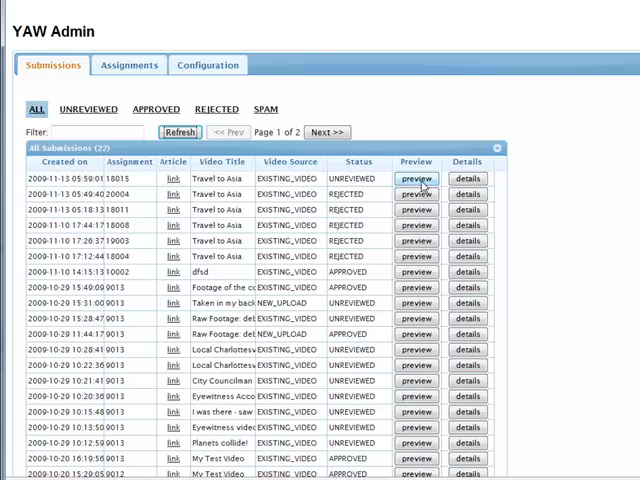 YAW Admin
Submissions Assignments Configuration
ALL UNREVIEWED APPROVED REJECTED SPAM
Filter: Refresh << Prev Page 1 of 2 Next >>
All Submissions (22)
Created on Assignment Article Video Title Video Source Status Preview Details
2009-11-13 05:59:01 18015 link Travel to Asia EXISTING_VIDEO UNREVIEWED preview details
2009-11-13 05:49:40 20004 link Travel to Asia EXISTING_VIDEO REJECTED preview details
2009-11-13 05:18:13 18011 link Travel to Asia EXISTING_VIDEO REJECTED preview details
2009-11-10 17:44:17 18008 link Travel to Asia EXISTING_VIDEO REJECTED preview details
2009-11-10 17:26:37 19003 link Travel to Asia EXISTING_VIDEO REJECTED preview details
2009-11-10 17:12:44 18004 link Travel to Asia EXISTING_VIDEO REJECTED preview details
2009-11-10 14:15:13 10002 link dfsd EXISTING_VIDEO APPROVED preview details
2009-10-29 15:49:09 9013 link Footage of the co EXISTING_VIDEO APPROVED preview details
2009-10-29 15:31:00 9013 link Taken in my back NEW_UPLOAD UNREVIEWED preview details
2009-10-29 15:28:47 9013 link Raw Footage: del EXISTING_VIDEO UNREVIEWED preview details
2009-10-29 11:44:17 9013 link Raw Footage: del NEW_UPLOAD APPROVED preview details
2009-10-29 10:28:41 9013 link Local Charlottesv EXISTING_VIDEO UNREVIEWED preview details
2009-10-29 10:22:36 9013 link Local Charlottesv EXISTING_VIDEO UNREVIEWED preview details
2009-10-29 10:21:41 9013 link City Councilman EXISTING_VIDEO UNREVIEWED preview details
2009-10-29 10:20:36 9013 link Eyewitness Acco EXISTING_VIDEO UNREVIEWED preview details
2009-10-29 10:15:48 9013 link I was there - saw EXISTING_VIDEO UNREVIEWED preview details
2009-10-29 10:13:50 9013 link Eyewitness video EXISTING_VIDEO UNREVIEWED preview details
2009-10-29 10:12:59 9013 link Planets collide! EXISTING_VIDEO UNREVIEWED preview details
2009-10-20 16:19:56 9013 link My Test Video EXISTING_VIDEO APPROVED preview details
2009-10-20 15:29:05 9012 link My Test Video EXISTING_VIDEO APPROVED preview details